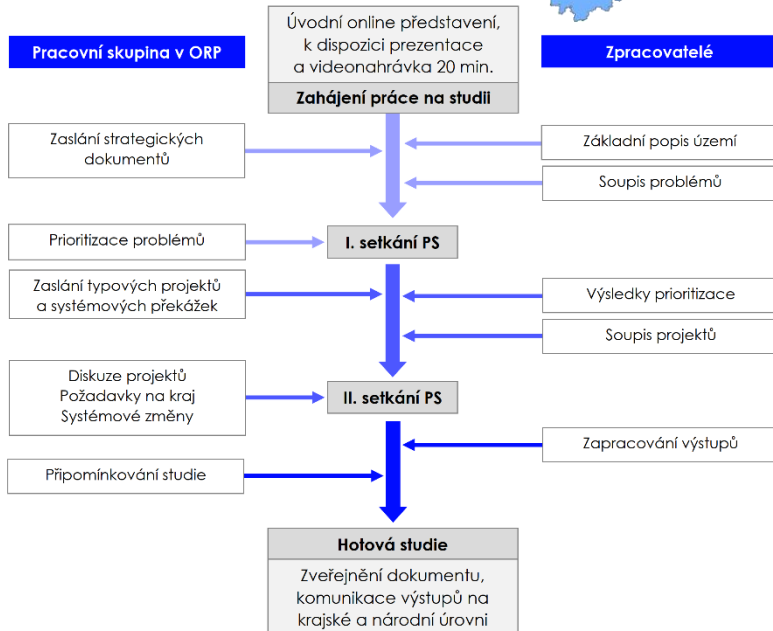 Úvodní online představení,
k dispozici prezentace
a videonahrávka 20 min.
Zahájení práce na studii
Pracovní skupina v ORP
Zpracovatelé
Zaslání strategických
dokumentů
Základní popis území
Soupis problémů
Prioritizace problémů
I. setkání PS
Zaslání typových projektů
a systémových překážek
Výsledky prioritizace
Soupis projektů
Diskuze projektů
Požadavky na kraj
Systémové změny
II. setkání PS
Zapracování výstupů
Připomínkování studie
Hotová studie
Zveřejnění dokumentu,
komunikace výstupů na
krajské a národní úrovni